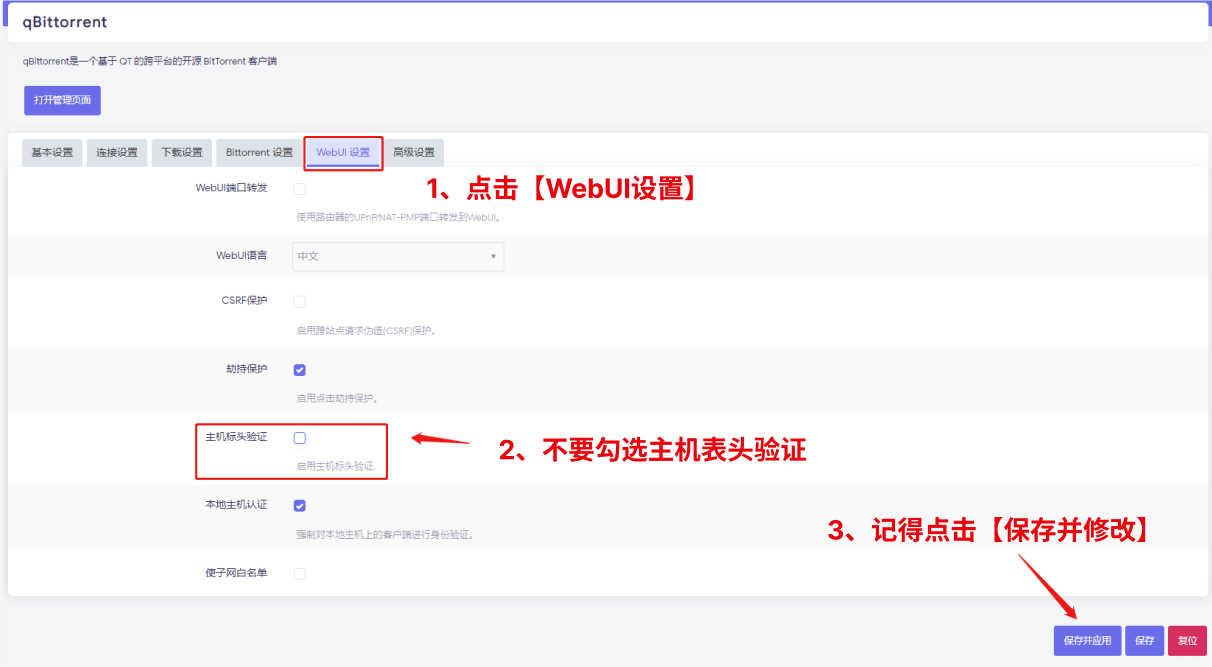 qBittorrent
qBittorrent是一个基于 QT 的跨平台的开源 BitTorrent 客户端
打开管理页面
基本设置 连接设置 下载设置 Bittorrent 设置 WebUI 设置 高级设置
WebUI端口转发
1、点击【WebUI设置】
使用路由器的UPnP/NAT-PMP端口转发到WebUI。
WebUI语言 中文
CSRF保护
启用跨站点请求伪造(CSRF)保护。
劫持保护
启用点击劫持保护。
主机标头验证
2、不要勾选主机表头验证
启用主机标头验证.
本地主机认证
强制对本地主机上的客户端进行身份验证。
3、记得点击【保存并修改】
使子网白名单
保存并应用 保存 复位